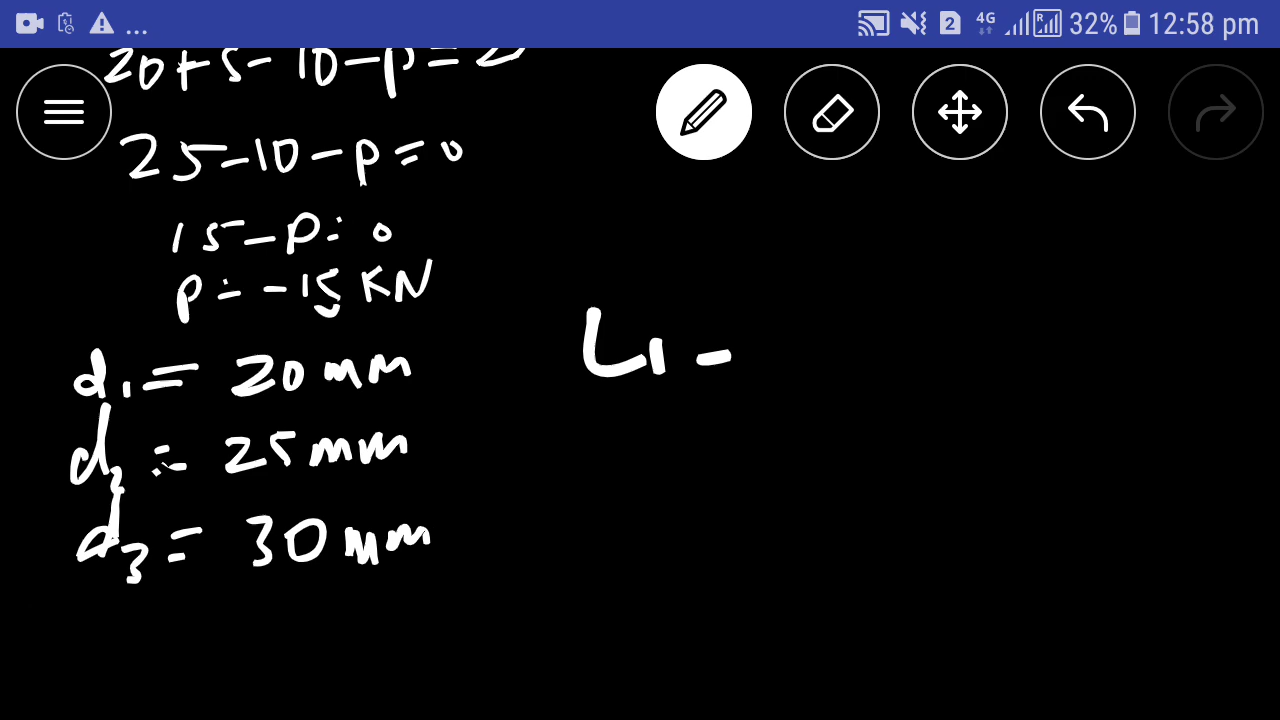 2 4G R 32% 12:58 pm
20+5-10-p=
25-10-p=0
15-p=0
p=-15 KN
d1 = 20 mm
d2 = 25 mm
d3 = 30 mm
L1 -